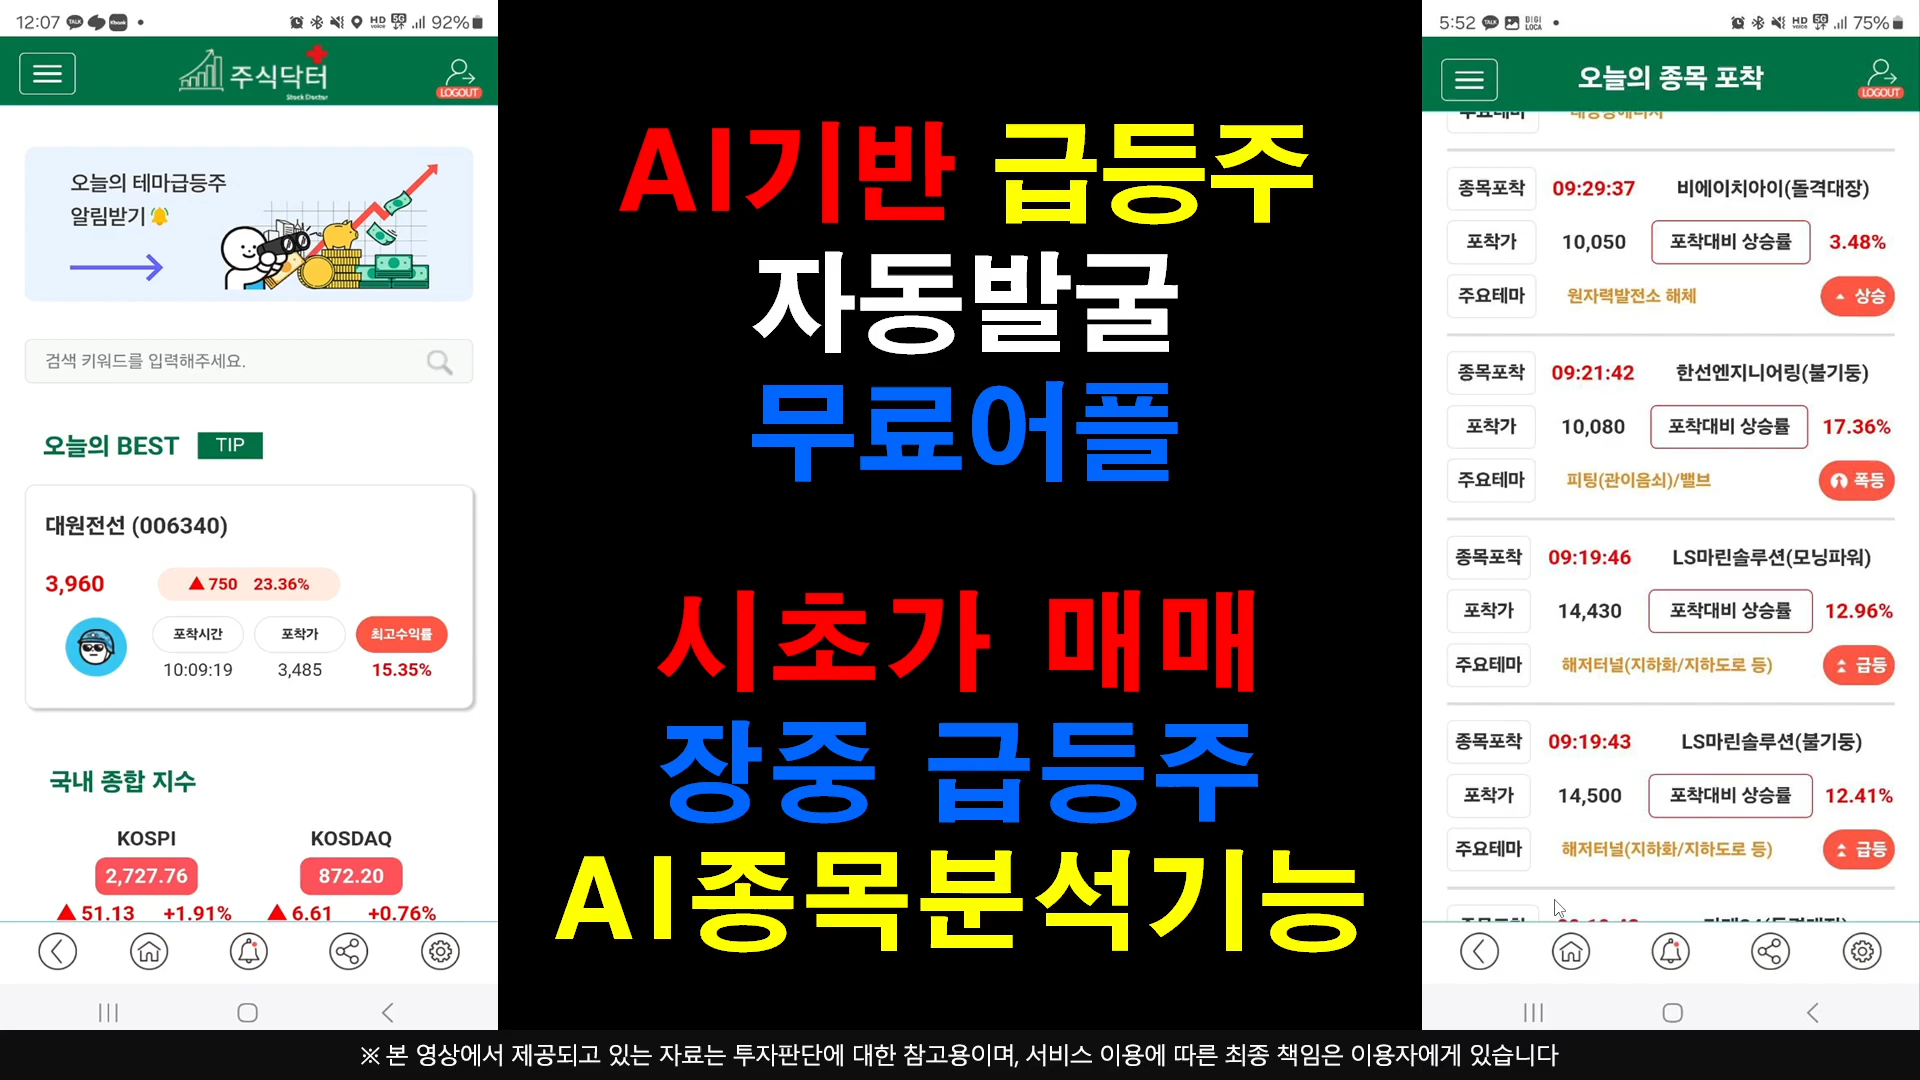 12:07
92%
주식닥터
Stock Doctor
LOGOUT
오늘의 테마급등주
알림받기
검색 키워드를 입력해주세요.
오늘의 BEST TIP
대원전선 (006340)
3,960 ▲750 23.36%
포착시간 포착가 최고수익률
10:09:19 3,485 15.35%
국내 종합 지수
KOSPI KOSDAQ
2,727.76 872.20
▲51.13 +1.91% ▲6.61 +0.76%
AI기반 급등주
자동발굴
무료어플
시초가 매매
장중 급등주
AI종목분석기능
5:52
75%
오늘의 종목 포착
LOGOUT
종목포착 09:29:37 비에이치아이(돌격대장)
포착가 10,050 포착대비 상승률 3.48%
주요테마 원자력발전소 해체 상승
종목포착 09:21:42 한선엔지니어링(불기둥)
포착가 10,080 포착대비 상승률 17.36%
주요테마 피팅(관이음쇠)/밸브 폭등
종목포착 09:19:46 LS마린솔루션(모닝파워)
포착가 14,430 포착대비 상승률 12.96%
주요테마 해저터널(지하화/지하도로 등) 급등
종목포착 09:19:43 LS마린솔루션(불기둥)
포착가 14,500 포착대비 상승률 12.41%
주요테마 해저터널(지하화/지하도로 등) 급등
※ 본 영상에서 제공되고 있는 자료는 투자판단에 대한 참고용이며, 서비스 이용에 따른 최종 책임은 이용자에게 있습니다